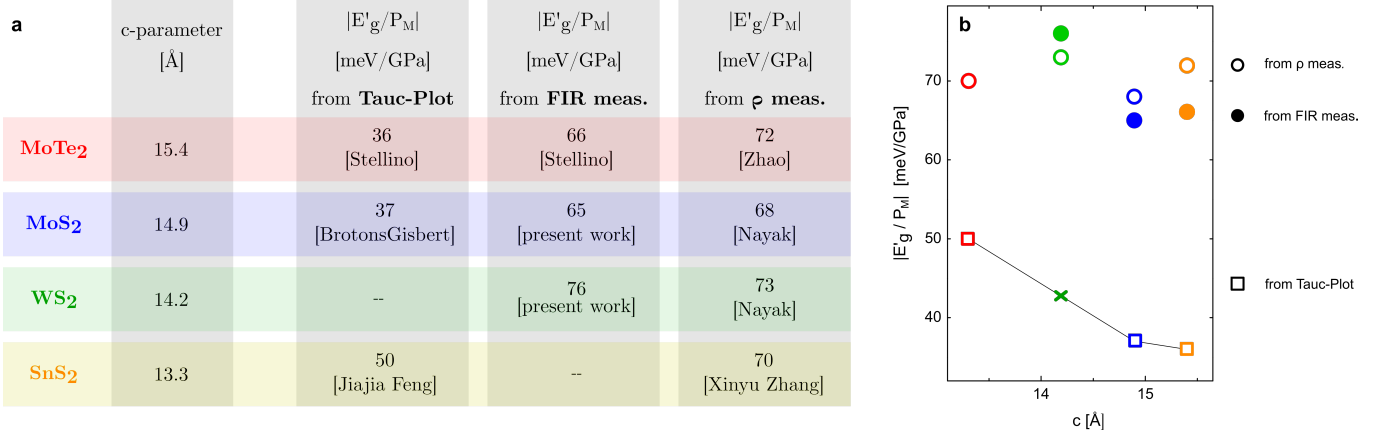 a
c-parameter
[Å]
|E'g/PM|
[meV/GPa]
from Tauc-Plot
|E'g/PM|
[meV/GPa]
from FIR meas.
|E'g/PM|
[meV/GPa]
from ρ meas.
MoTe2
15.4
36
[Stellino]
66
[Stellino]
72
[Zhao]
MoS2
14.9
37
[BrotonsGisbert]
65
[present work]
68
[Nayak]
WS2
14.2
--
76
[present work]
73
[Nayak]
SnS2
13.3
50
[Jiajia Feng]
--
70
[Xinyu Zhang]
b
|E'g / PM| [meV/GPa]
70
60
50
40
14
15
c [Å]
from ρ meas.
from FIR meas.
from Tauc-Plot